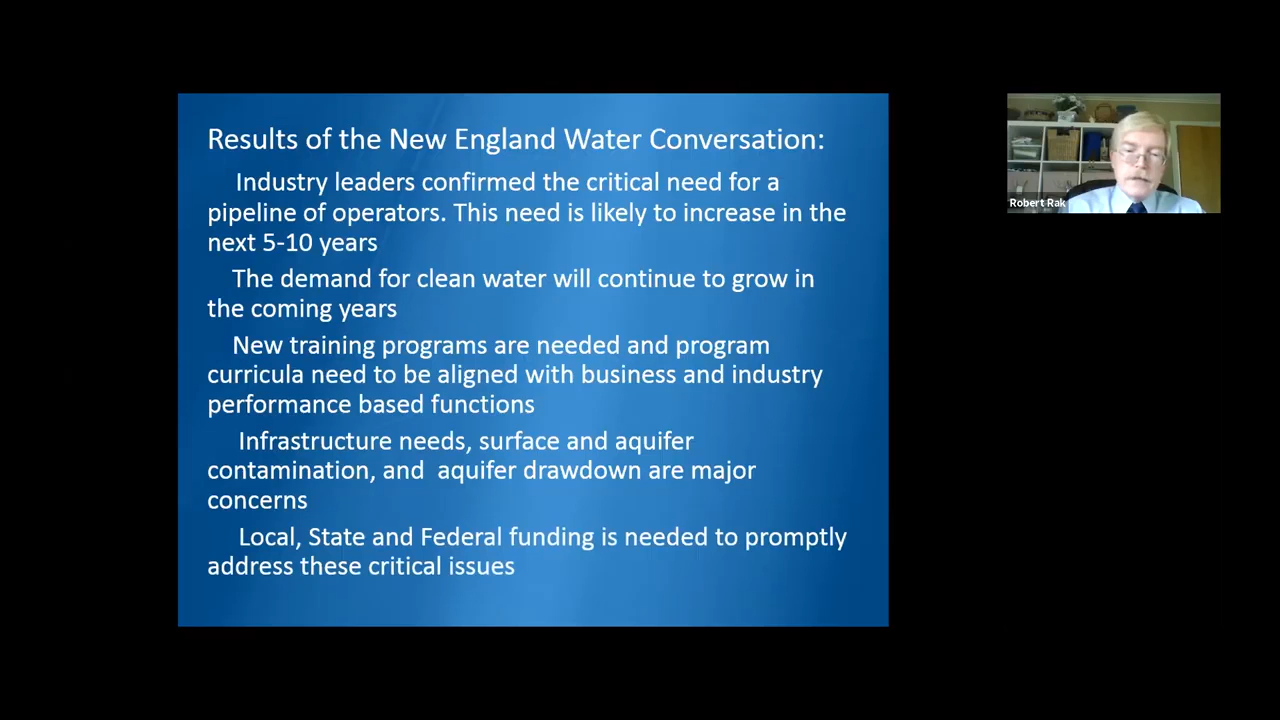 Results of the New England Water Conversation:
Industry leaders confirmed the critical need for a
pipeline of operators. This need is likely to increase in the
next 5-10 years
The demand for clean water will continue to grow in
the coming years
New training programs are needed and program
curricula need to be aligned with business and industry
performance based functions
Infrastructure needs, surface and aquifer
contamination, and  aquifer drawdown are major
concerns
Local, State and Federal funding is needed to promptly
address these critical issues
Robert Rak